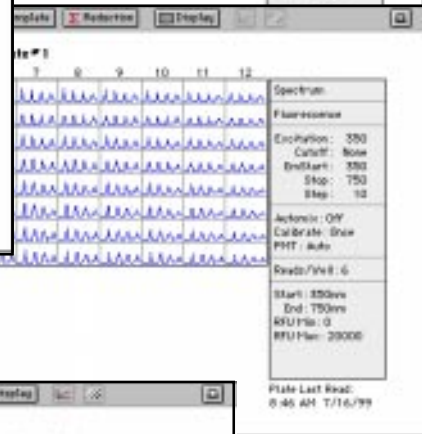 Template Reduction Display
Plate#1
7 8 9 10 11 12
Spectrum
Fluorescence
Excitation: 350
Cutoff: None
EmStart: 350
Stop: 750
Step: 10
Automix: Off
Calibrate: Once
PMT: Auto
Reads/Well: 6
Start: 350nm
End: 750nm
RFU Min: 0
RFU Max: 20000
Plate Last Read:
8:46 AM 7/16/99
Display